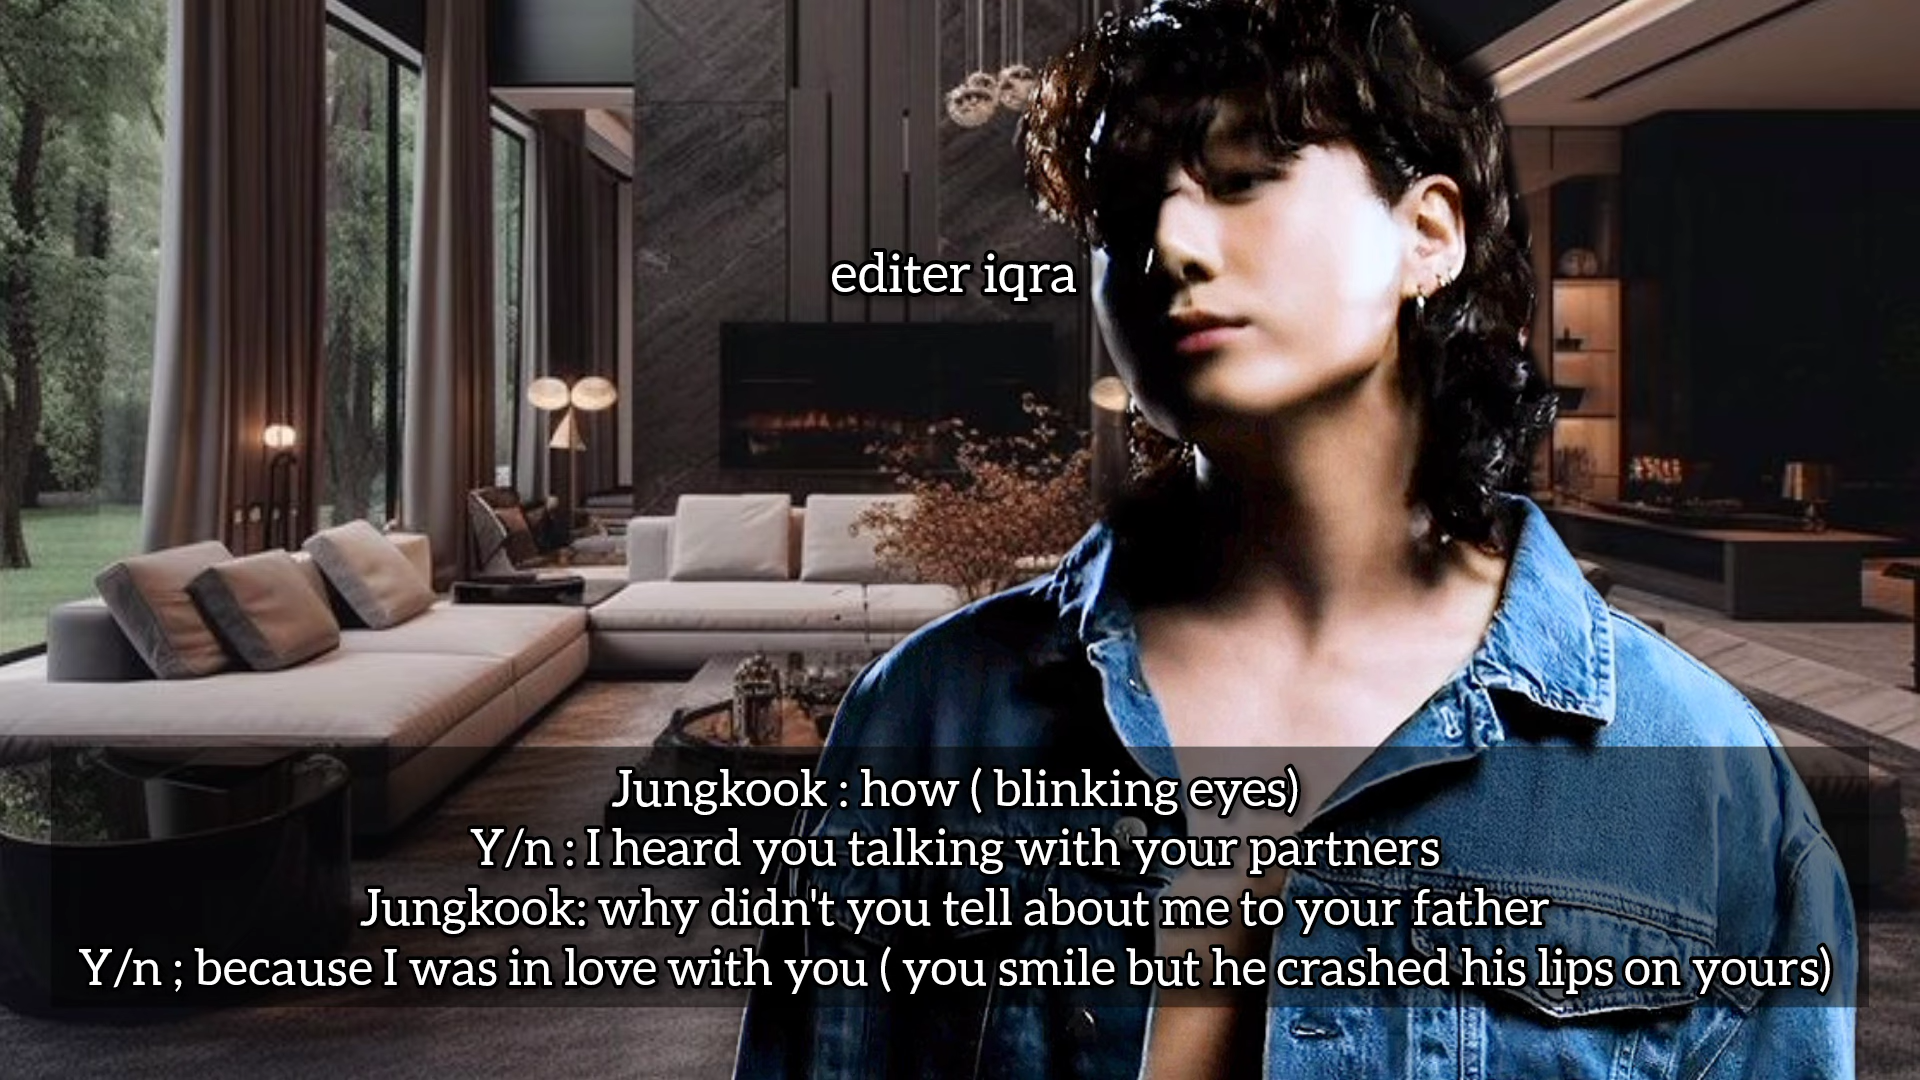 editer iqra
Jungkook : how ( blinking eyes)
Y/n : I heard you talking with your partners
Jungkook: why didn't you tell about me to your father
Y/n ; because I was in love with you ( you smile but he crashed his lips on yours)